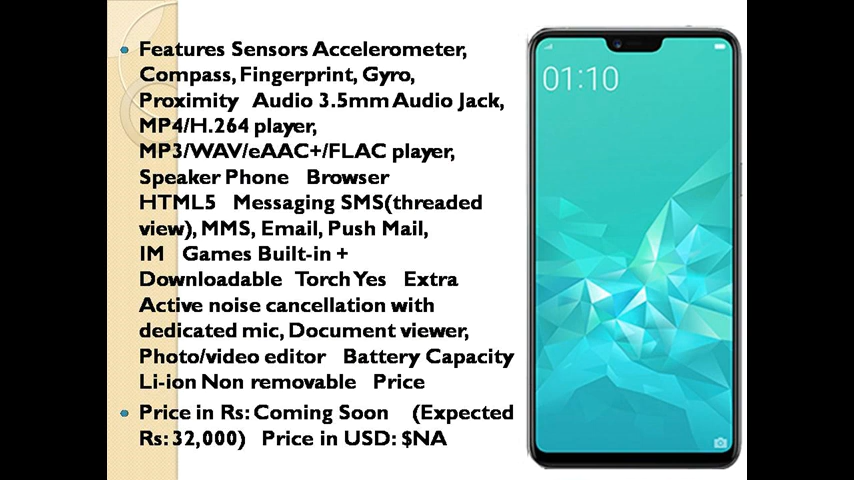 Features Sensors Accelerometer,
Compass, Fingerprint, Gyro,
Proximity Audio 3.5mm Audio Jack,
MP4/H.264 player,
MP3/WAV/eAAC+/FLAC player,
Speaker Phone Browser
HTML5 Messaging SMS(threaded
view), MMS, Email, Push Mail,
IM Games Built-in +
Downloadable Torch Yes Extra
Active noise cancellation with
dedicated mic, Document viewer,
Photo/video editor Battery Capacity
Li-ion Non removable Price
Price in Rs: Coming Soon (Expected
Rs: 32,000) Price in USD: $NA
01:10